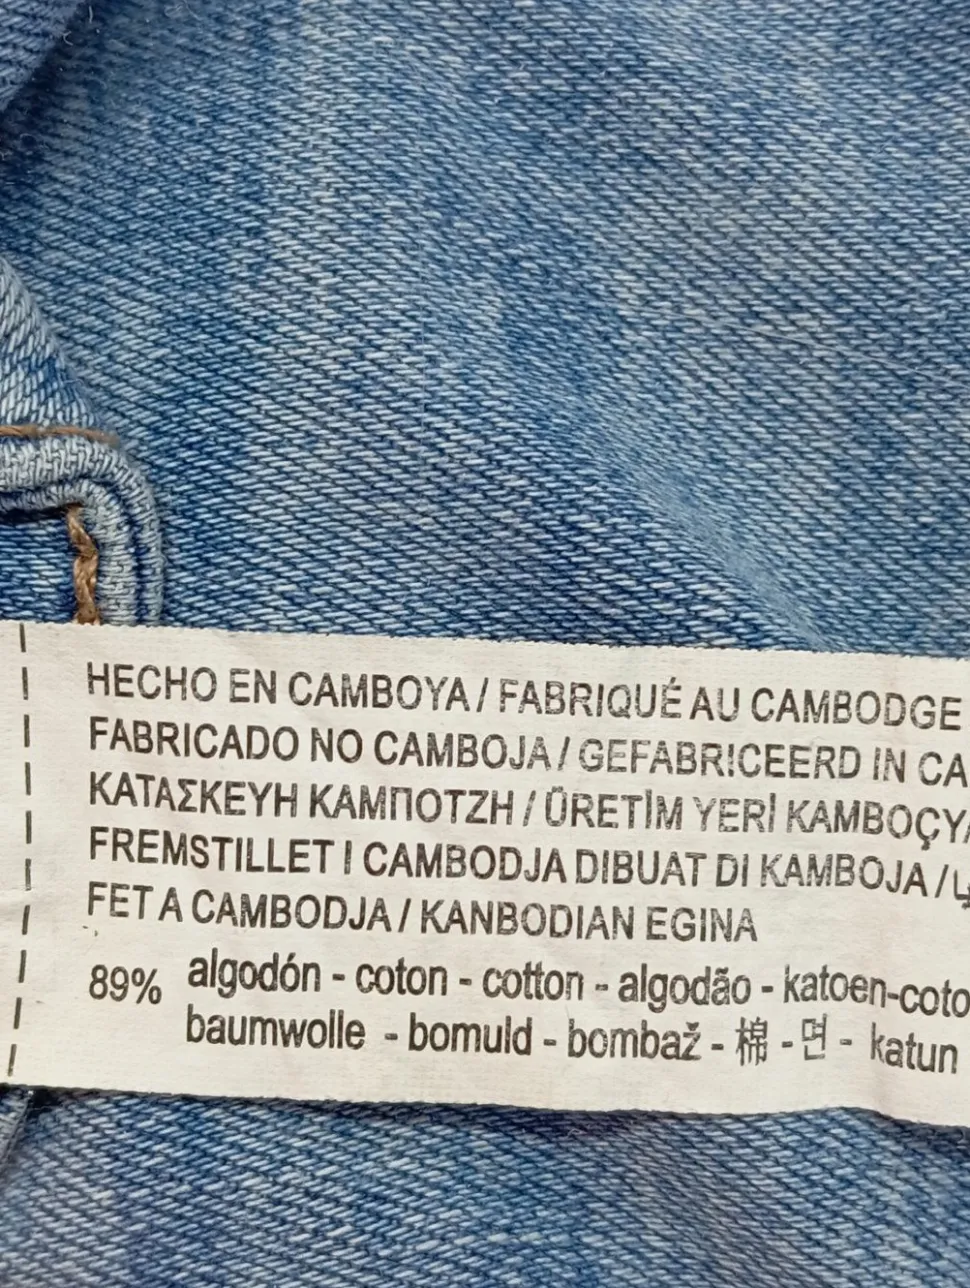 HECHO EN CAMBOYA / FABRIQUÉ AU CAMBODGE
FABRICADO NO CAMBOJA / GEFABRICEERD IN CA
ΚΑΤΑΣΚΕΥΗ ΚΑΜΠΟΤΖΗ / ÜRETİM YERİ KAMBOÇY
FREMSTILLET I CAMBODJA DIBUAT DI KAMBOJA /
FET A CAMBODJA / KANBODIAN EGINA
89% algodón - coton - cotton - algodão - katoen-coto
baumwolle - bomuld - bombaž - 棉 - 면 - katun